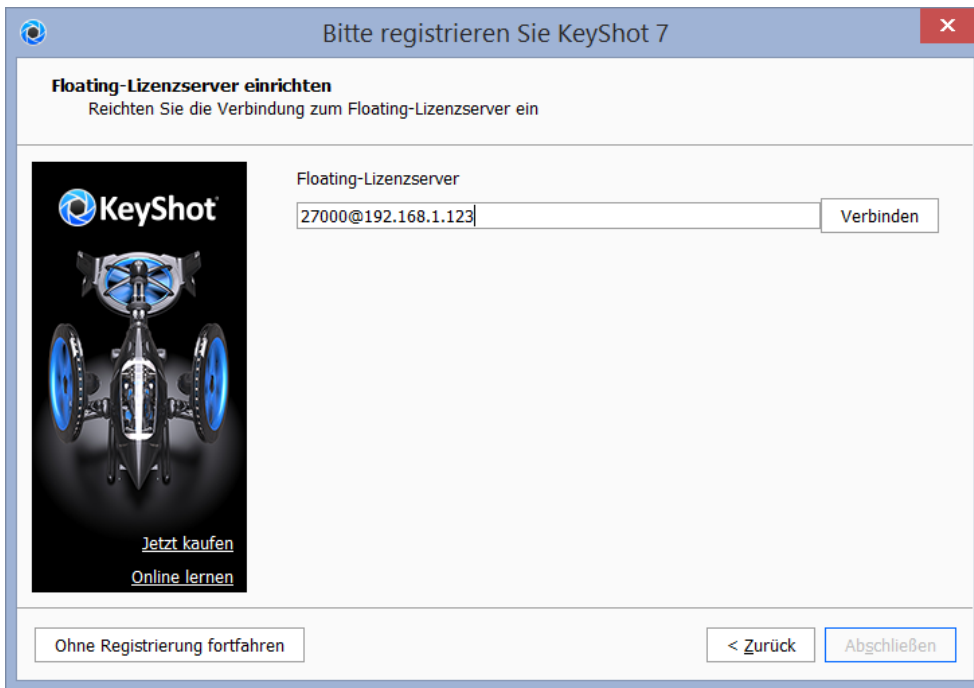 Bitte registrieren Sie KeyShot 7
Floating-Lizenzserver einrichten
Reichten Sie die Verbindung zum Floating-Lizenzserver ein
KeyShot
Floating-Lizenzserver
27000@192.168.1.123
Verbinden
Jetzt kaufen
Online lernen
Ohne Registrierung fortfahren
< Zurück
Abschließen